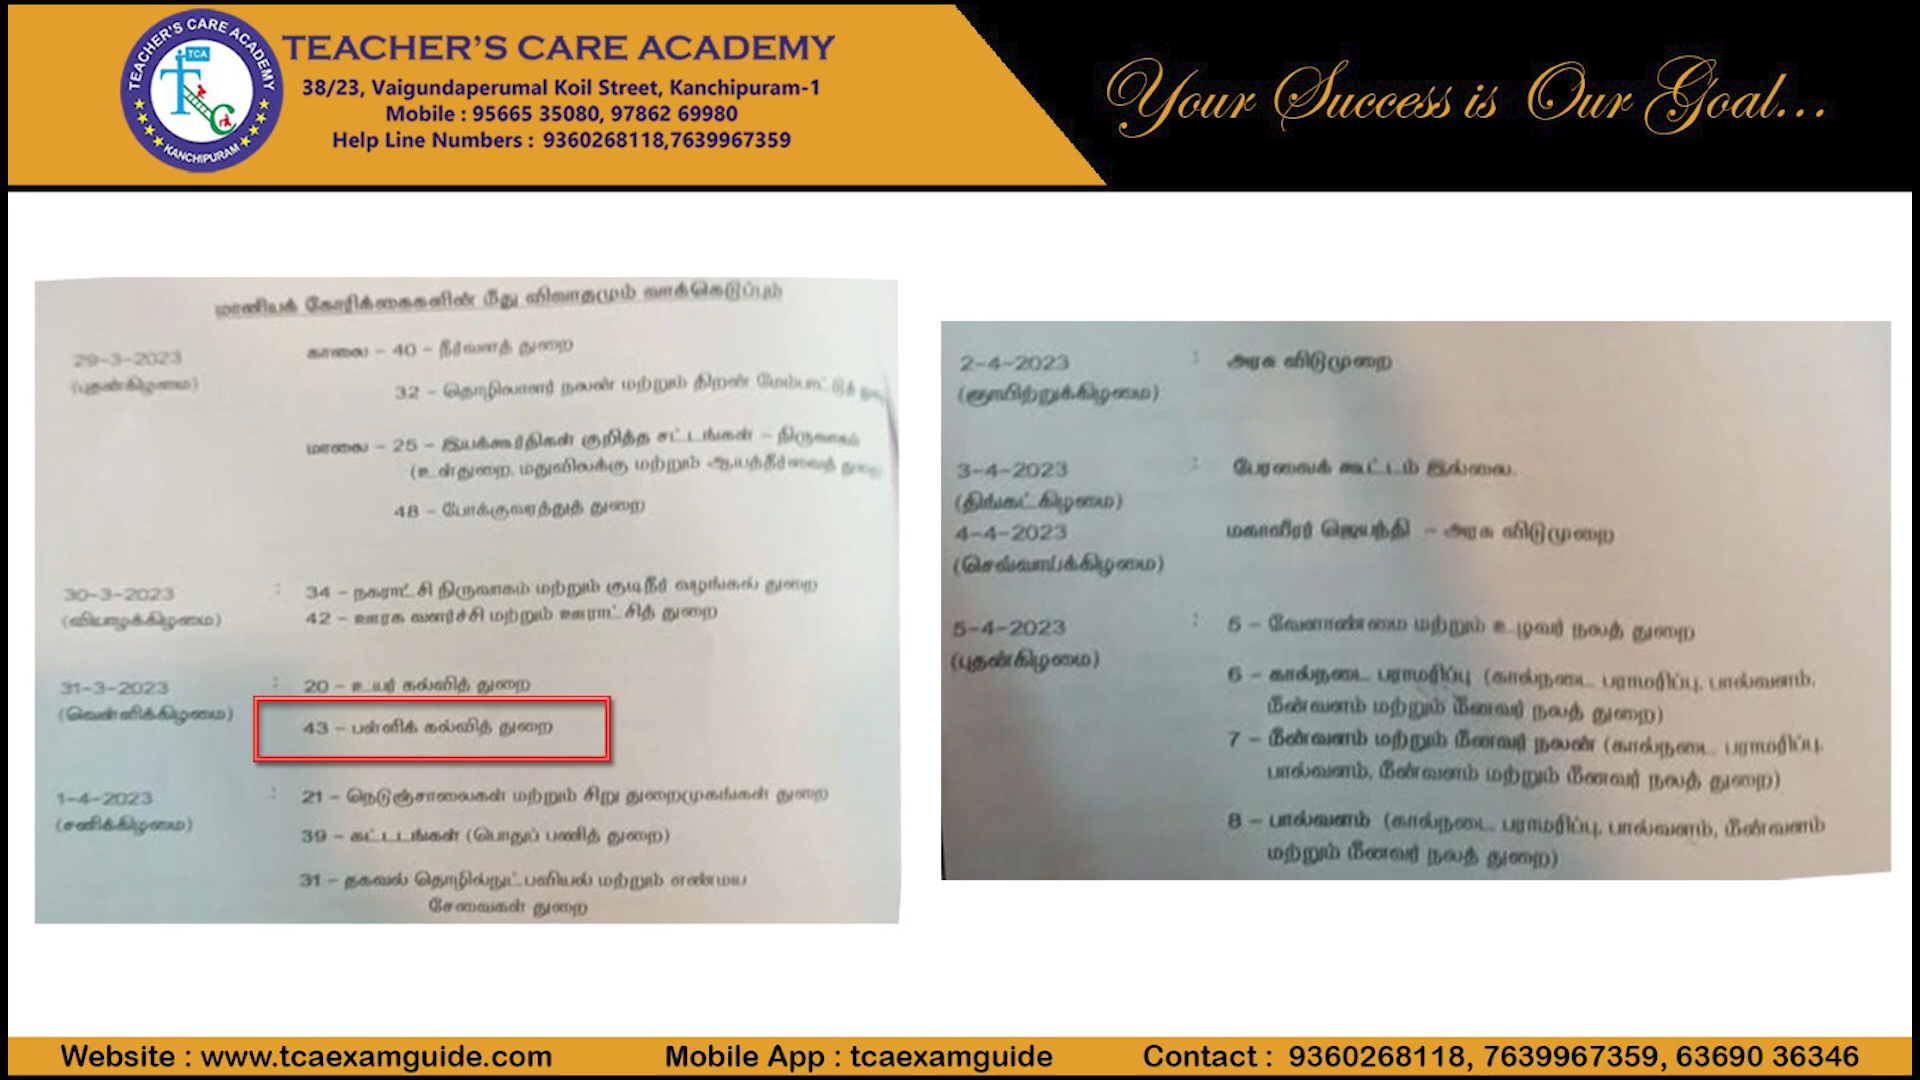 TEACHER'S CARE ACADEMY
KANCHIPURAM
TCA
TEACHER'S CARE ACADEMY
38/23, Vaigundaperumal Koil Street, Kanchipuram-1
Mobile : 95665 35080, 97862 69980
Help Line Numbers : 9360268118,7639967359
Your Success is Our Goal...
மானியக் கோரிக்கைகளின் மீது விவாதமும் வாக்கெடுப்பும்
29-3-2023
(புதன்கிழமை)
காலை - 40 - நீர்வளத் துறை
32 - தொழிலாளர் நலன் மற்றும் திறன் மேம்பாட்டுத்
மாலை - 25 - இயக்கூர்திகள் குறித்த சட்டங்கள் - நிருவாகம்
(உள்துறை, மதுவிலக்கு மற்றும் ஆயத்தீர்வைத்
48 - போக்குவரத்துத் துறை
30-3-2023
(வியாழக்கிழமை)
: 34 - நகராட்சி நிருவாகம் மற்றும் குடிநீர் வழங்கல் துறை
42 - ஊரக வளர்ச்சி மற்றும் ஊராட்சித் துறை
31-3-2023
(வெள்ளிக்கிழமை)
: 20 - உயர் கல்வித் துறை
43 - பள்ளிக் கல்வித் துறை
1-4-2023
(சனிக்கிழமை)
: 21 - நெடுஞ்சாலைகள் மற்றும் சிறு துறைமுகங்கள் துறை
39 - கட்டடங்கள் (பொதுப் பணித் துறை)
31 - தகவல் தொழில்நுட்பவியல் மற்றும் எண்மிய
சேவைகள் துறை
2-4-2023 : அரசு விடுமுறை
(ஞாயிற்றுக்கிழமை)
3-4-2023 : பேரவைக் கூட்டம் இல்லை.
(திங்கட்கிழமை)
4-4-2023 மகாவீரர் ஜெயந்தி - அரசு விடுமுறை
(செவ்வாய்க்கிழமை)
5-4-2023 : 5 - வேளாண்மை மற்றும் உழவர் நலத் துறை
(புதன்கிழமை)
6 - கால்நடை பராமரிப்பு (கால்நடை பராமரிப்பு, பால்வளம்,
மீன்வளம் மற்றும் மீனவர் நலத் துறை)
7 - மீன்வளம் மற்றும் மீனவர் நலன் (கால்நடை பராமரிப்பு,
பால்வளம், மீன்வளம் மற்றும் மீனவர் நலத் துறை)
8 - பால்வளம் (கால்நடை பராமரிப்பு, பால்வளம், மீன்வளம்
மற்றும் மீனவர் நலத் துறை)
Website : www.tcaexamguide.com
Mobile App : tcaexamguide
Contact : 9360268118, 7639967359, 63690 36346